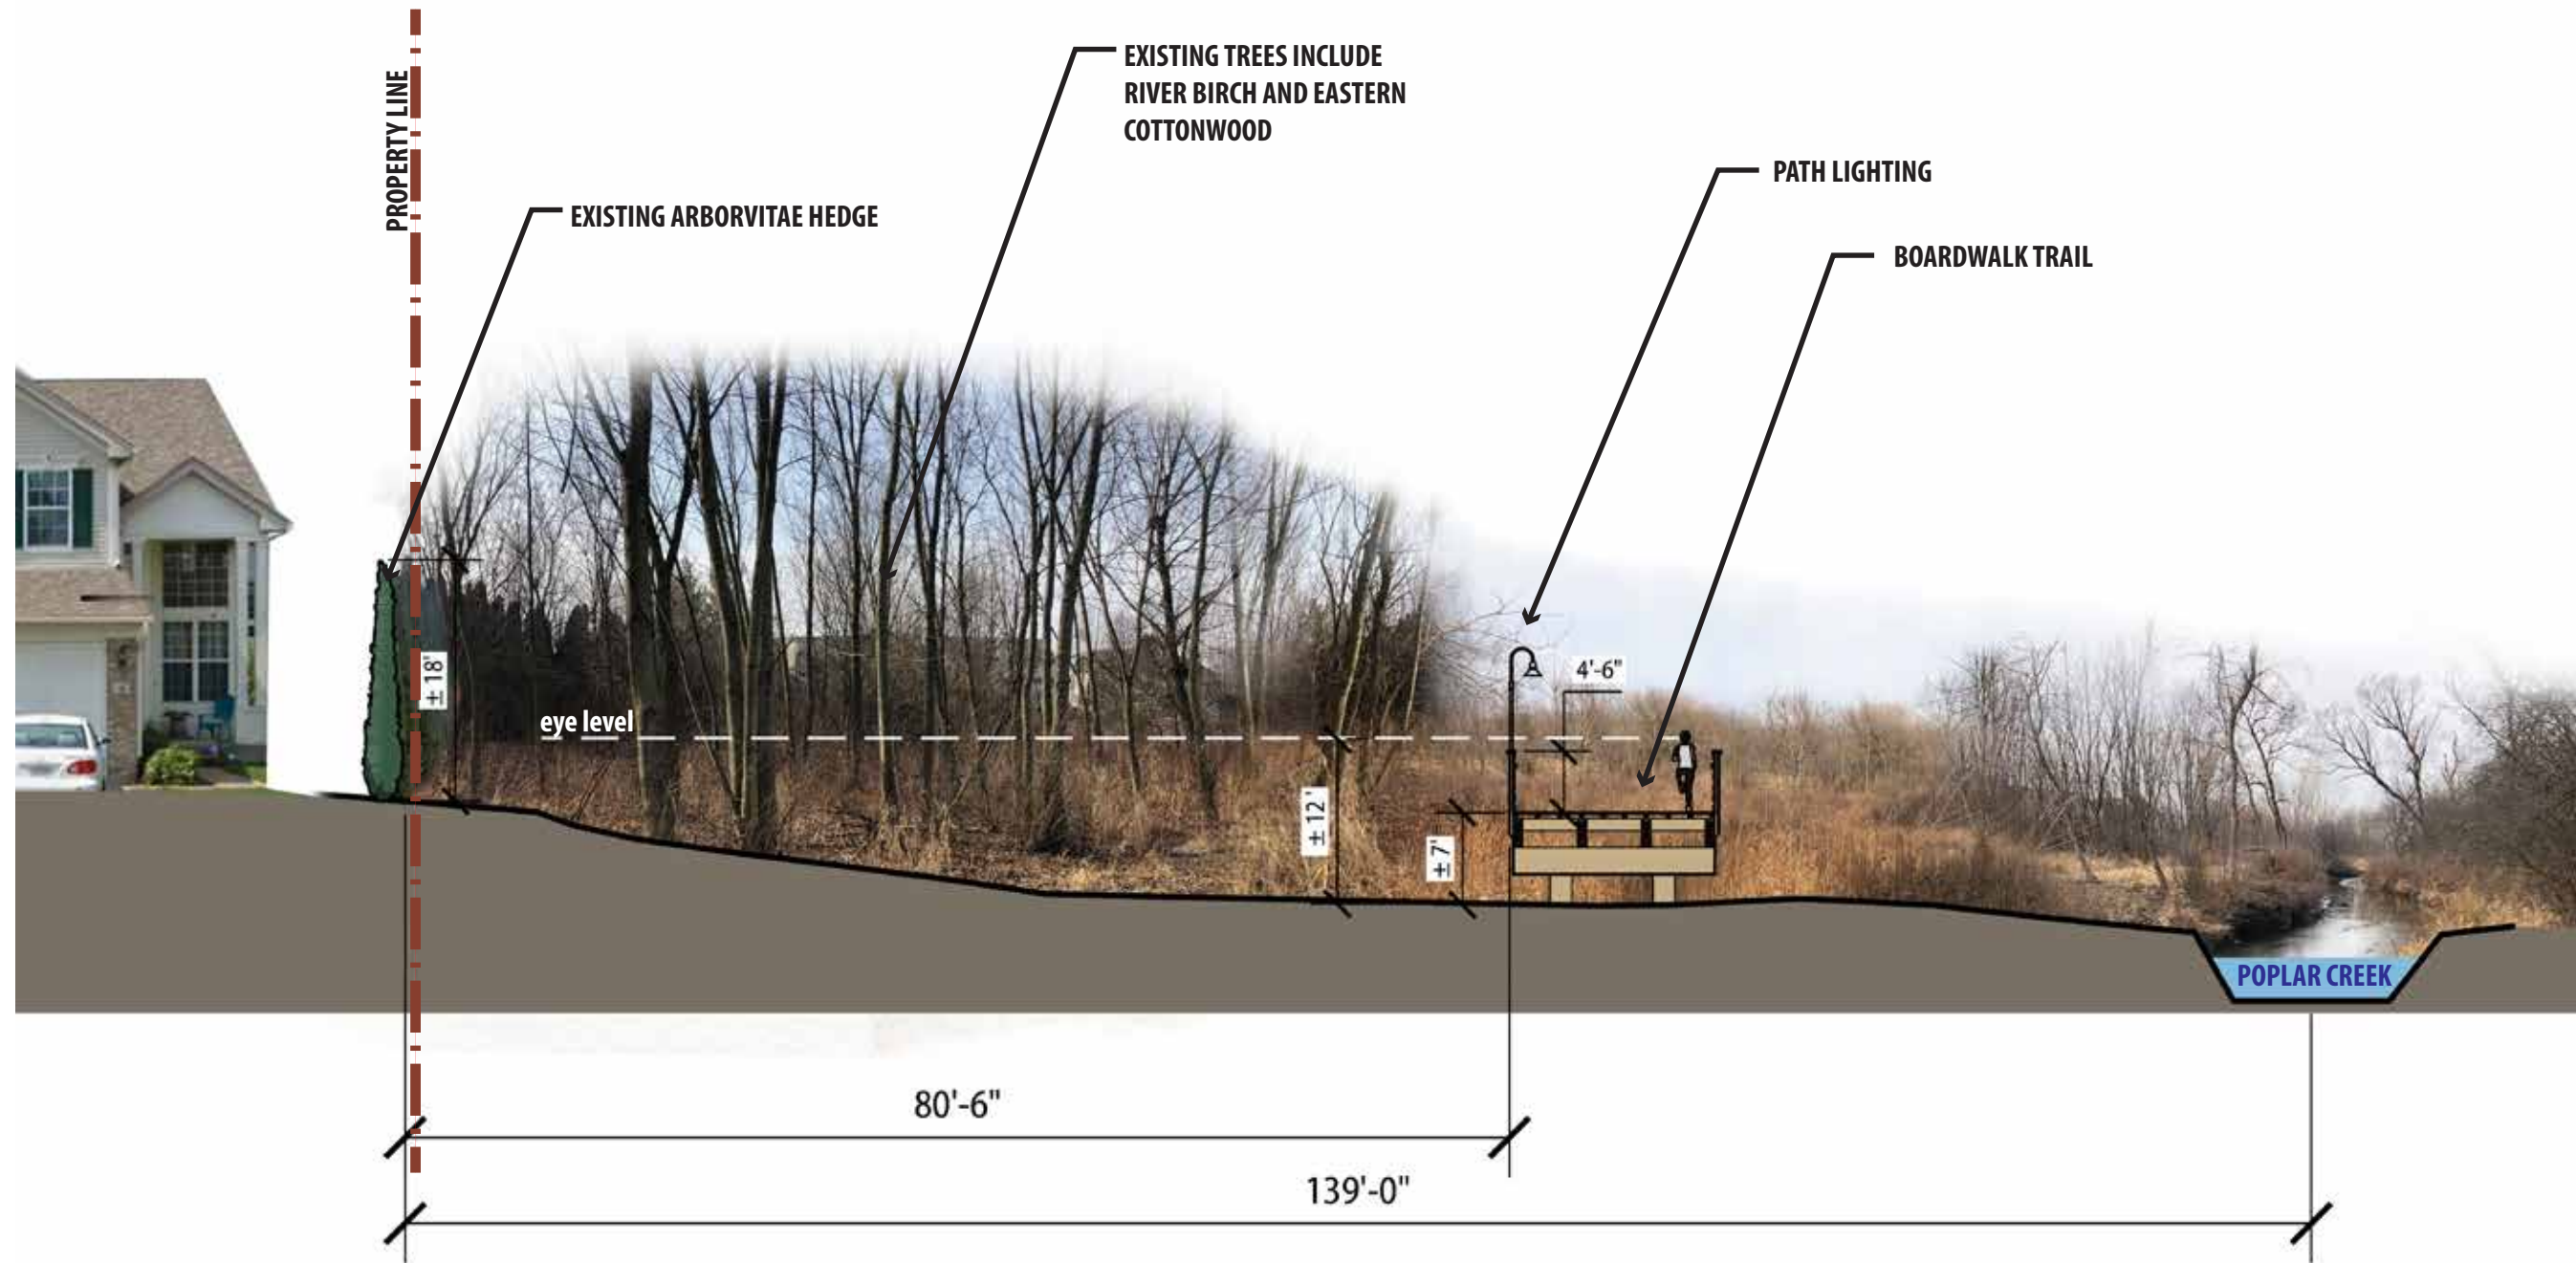 PROPERTY LINE
EXISTING TREES INCLUDE
RIVER BIRCH AND EASTERN
COTTONWOOD
PATH LIGHTING
EXISTING ARBORVITAE HEDGE
BOARDWALK TRAIL
± 18'
4'-6"
eye level
± 12'
± 7'
POPLAR CREEK
80'-6"
139'-0"